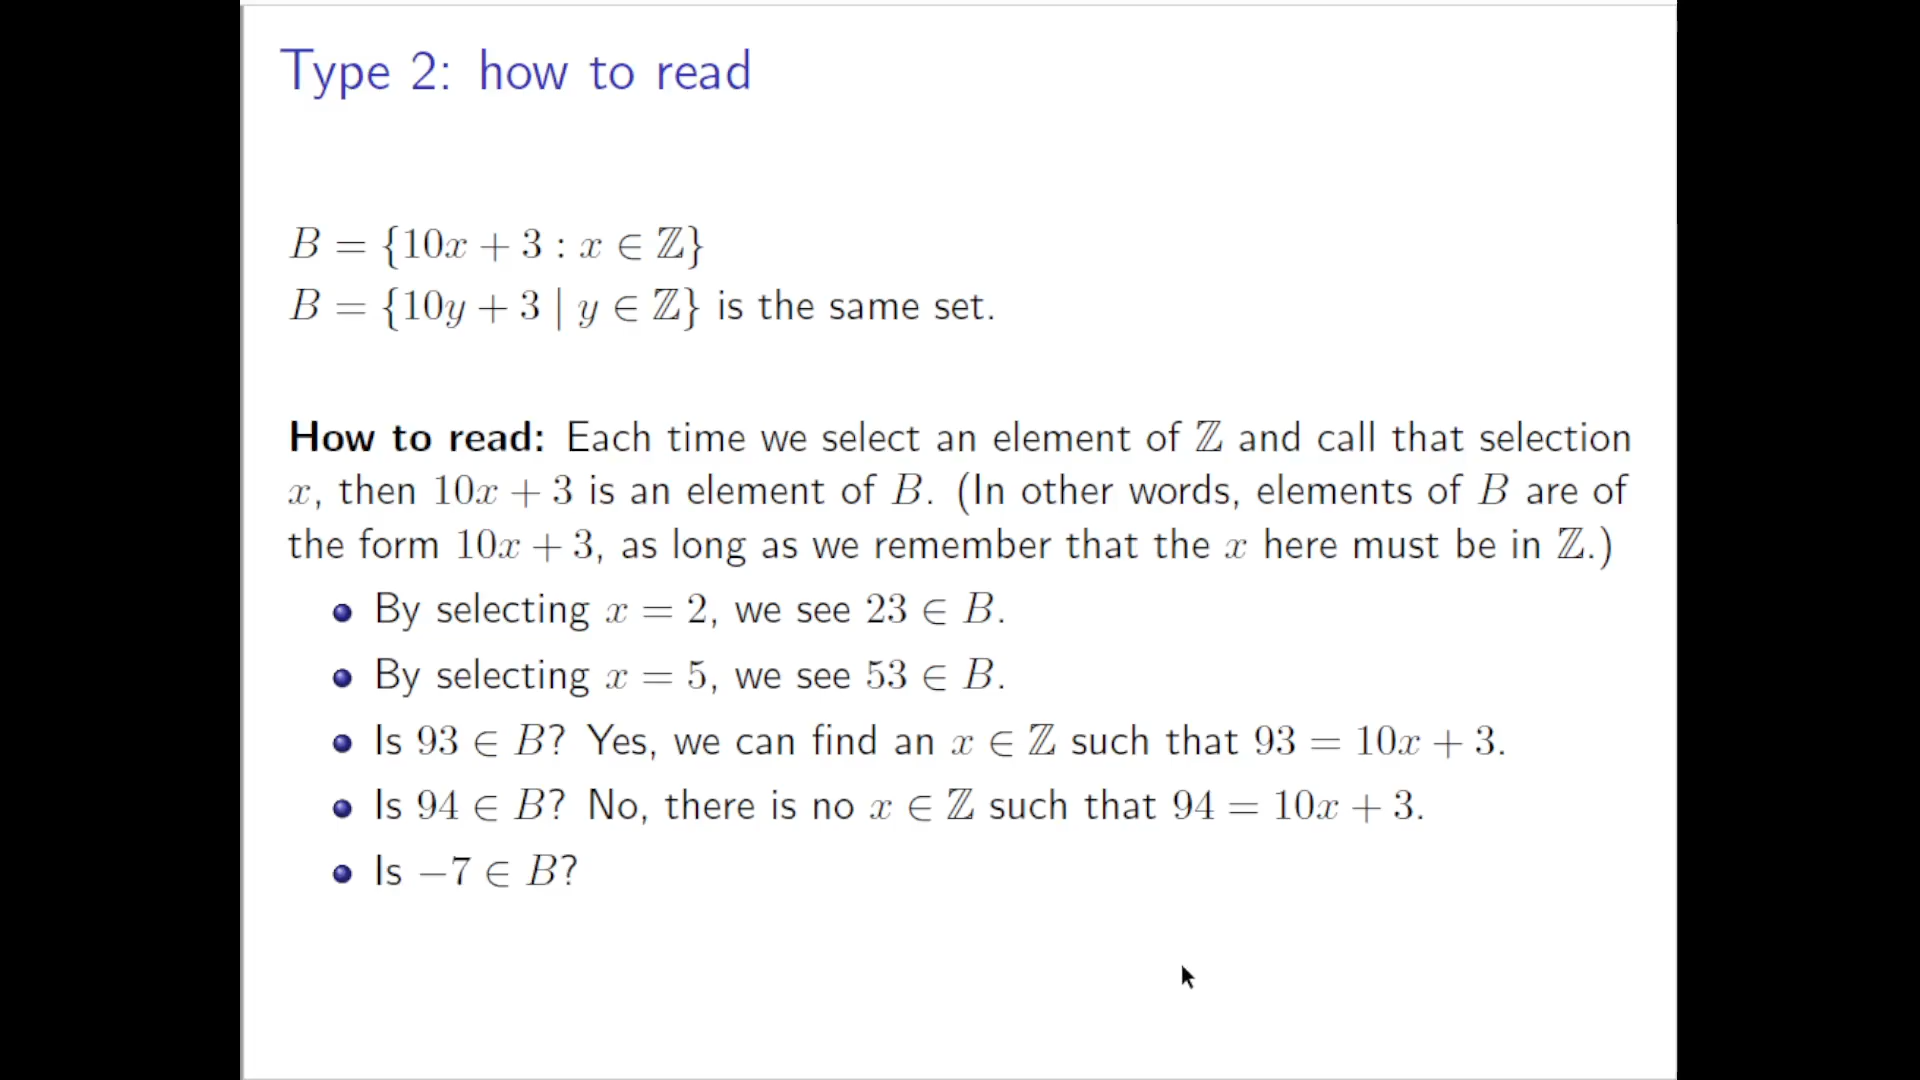 Type 2: how to read
B = {10x + 3 : x ∈ ℤ}
B = {10y + 3 | y ∈ ℤ} is the same set.
How to read: Each time we select an element of ℤ and call that selection
x, then 10x + 3 is an element of B. (In other words, elements of B are of
the form 10x + 3, as long as we remember that the x here must be in ℤ.)
• By selecting x = 2, we see 23 ∈ B.
• By selecting x = 5, we see 53 ∈ B.
• Is 93 ∈ B? Yes, we can find an x ∈ ℤ such that 93 = 10x + 3.
• Is 94 ∈ B? No, there is no x ∈ ℤ such that 94 = 10x + 3.
• Is −7 ∈ B?